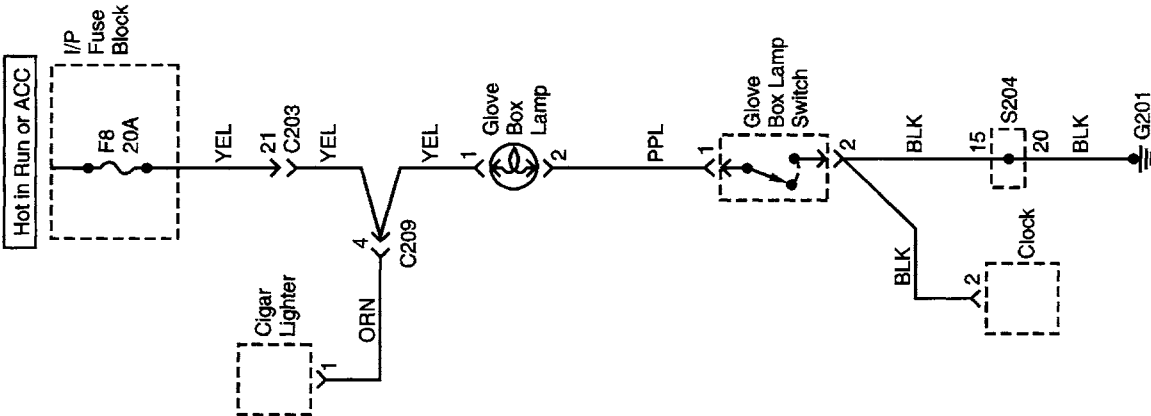 Hot in Run or ACC
I/P
Fuse
Block
F8
20A
YEL
21
C203
YEL
YEL
4
C209
ORN
Cigar
Lighter
1
1
Glove
Box
Lamp
2
PPL
1
Glove
Box Lamp
Switch
2
BLK
BLK
2
Clock
15
S204
20
BLK
G201